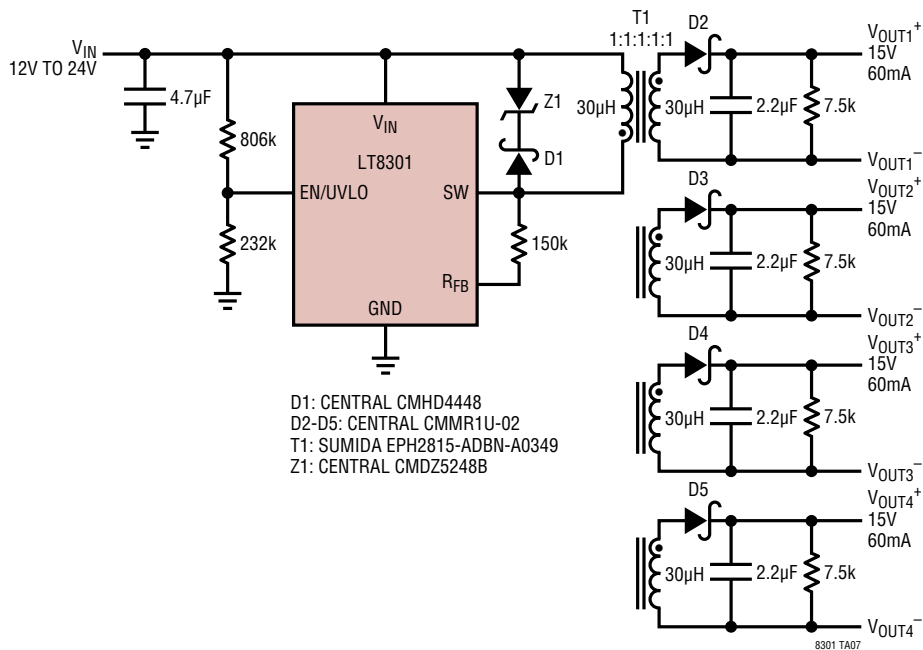 VIN
12V TO 24V
4.7µF
806k
232k
VIN
LT8301
EN/UVLO
SW
RFB
GND
Z1
D1
150k
T1
1:1:1:1:1
30µH
30µH
D2
2.2µF
7.5k
VOUT1+
15V
60mA
VOUT1–
D3
30µH
2.2µF
7.5k
VOUT2+
15V
60mA
VOUT2–
D4
30µH
2.2µF
7.5k
VOUT3+
15V
60mA
VOUT3–
D5
30µH
2.2µF
7.5k
VOUT4+
15V
60mA
VOUT4–
D1: CENTRAL CMHD4448
D2-D5: CENTRAL CMMR1U-02
T1: SUMIDA EPH2815-ADBN-A0349
Z1: CENTRAL CMDZ5248B
8301 TA07